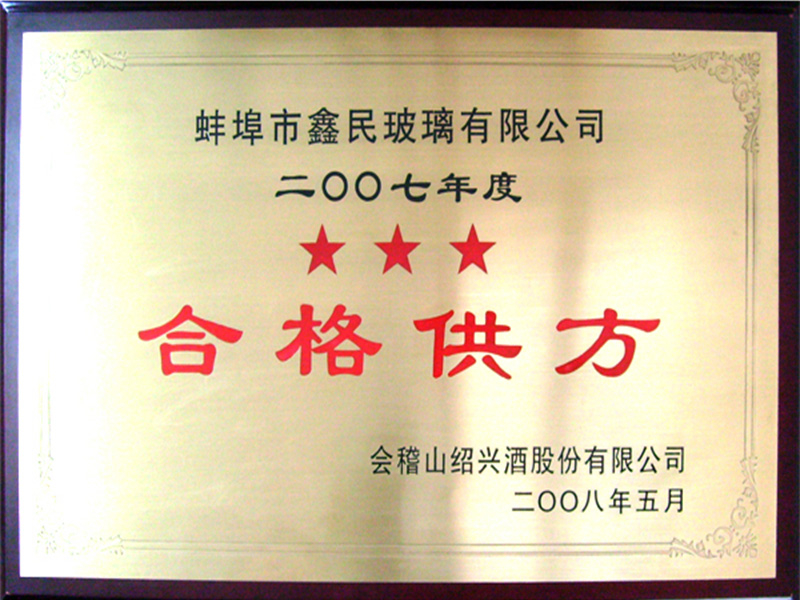 蚌埠市鑫民玻璃有限公司
二〇〇七年度
★★★
合格供方
会稽山绍兴酒股份有限公司
二〇〇八年五月